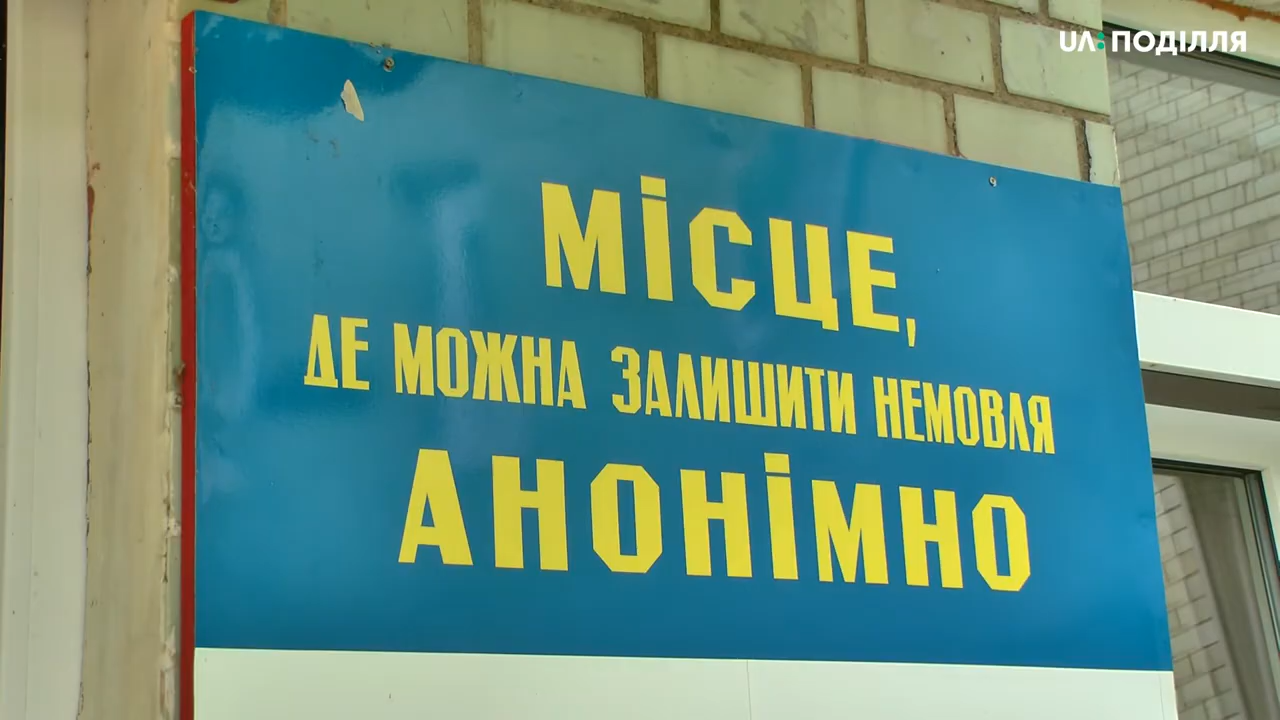 UA: ПОДІЛЛЯ
МІСЦЕ,
ДЕ МОЖНА ЗАЛИШИТИ НЕМОВЛЯ
АНОНІМНО